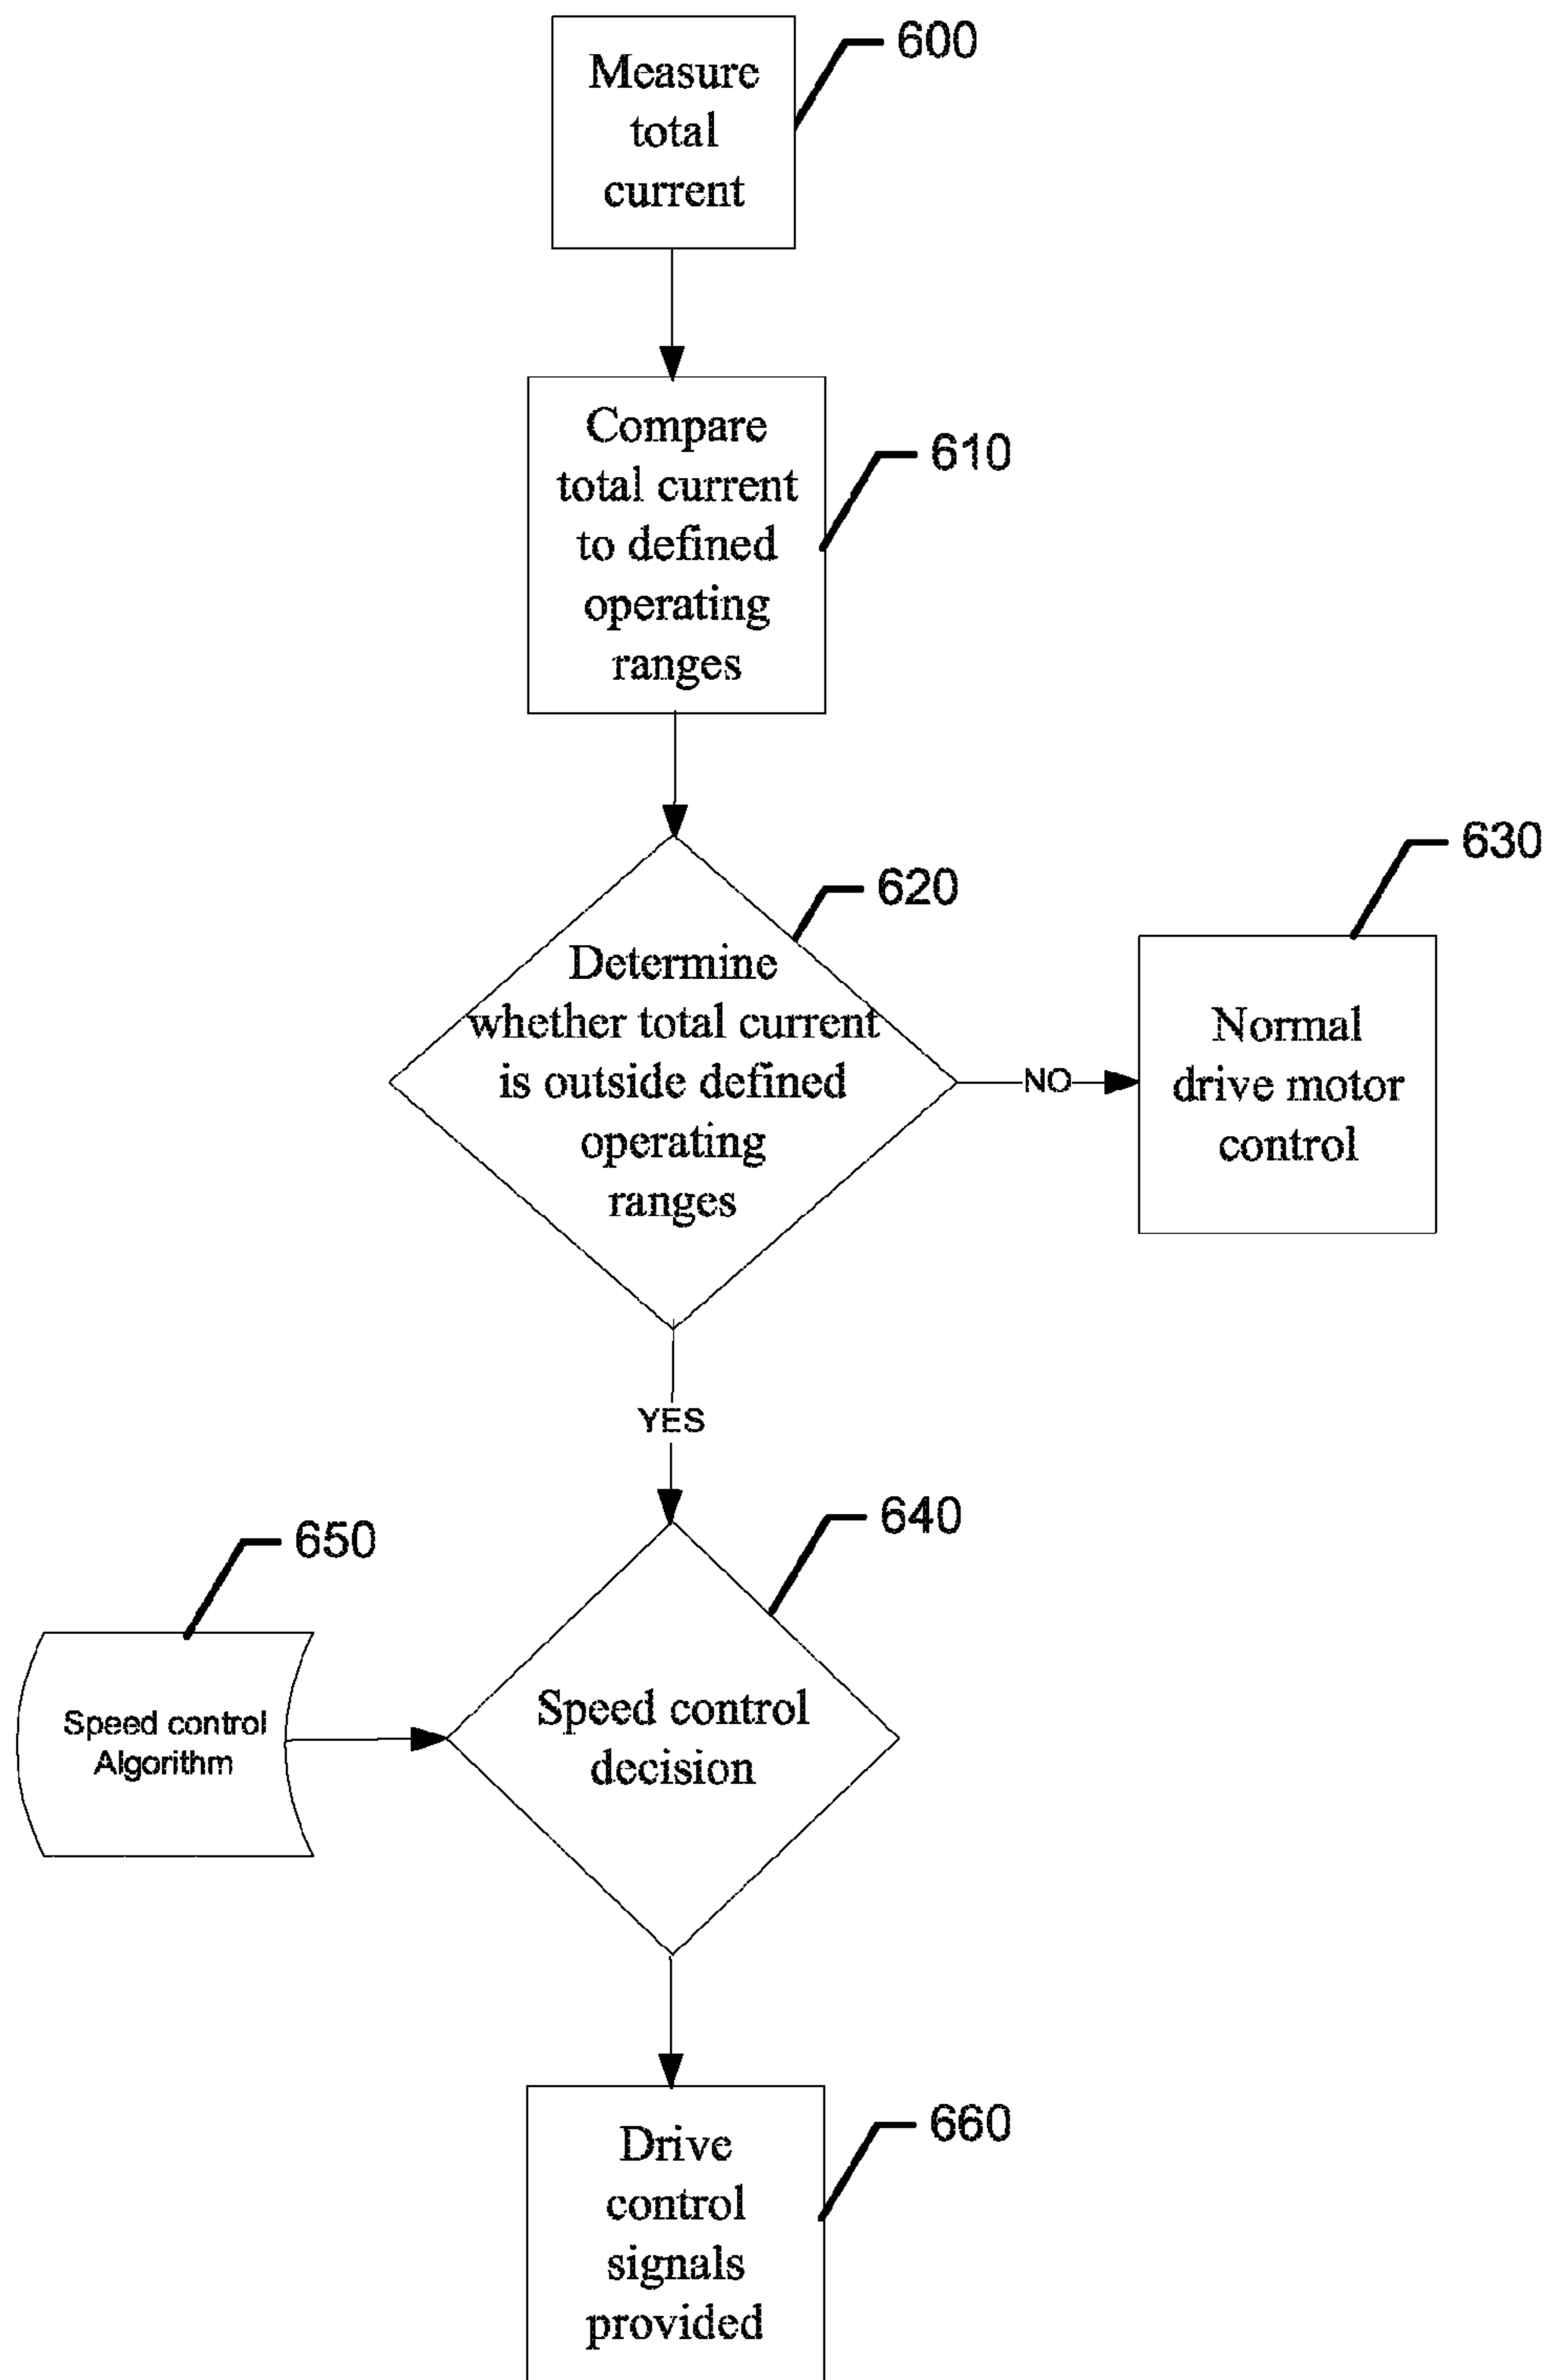 600
Measure
total
current
610
Compare
total current
to defined
operating
ranges
620
Determine
whether total current
is outside defined
operating
ranges
NO
630
Normal
drive motor
control
YES
640
Speed control
decision
650
Speed control
Algorithm
660
Drive
control
signals
provided